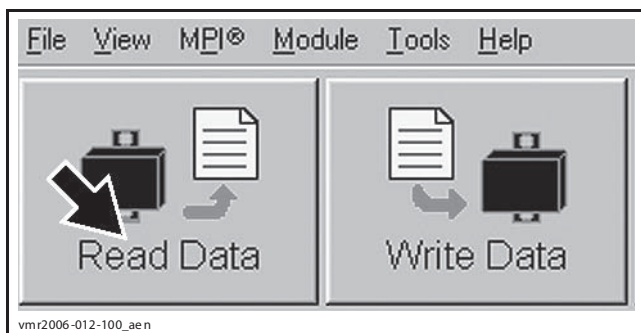 File View MPI® Module Tools Help
Read Data Write Data
vmr2006-012-100_aen